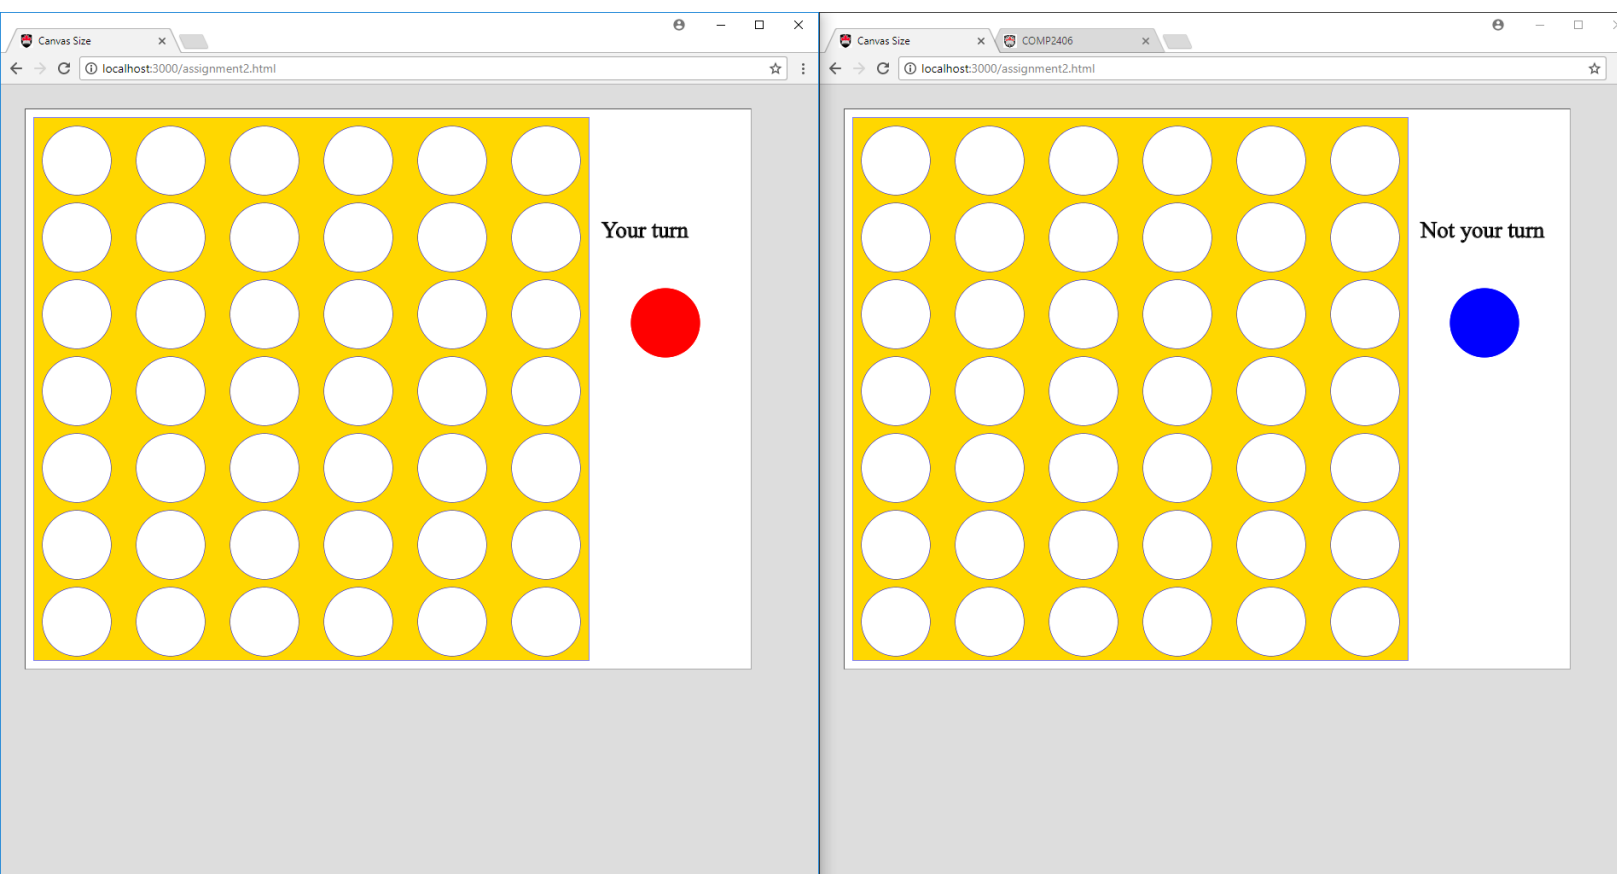 Canvas Size
localhost:3000/assignment2.html
Your turn
Canvas Size
COMP2406
localhost:3000/assignment2.html
Not your turn